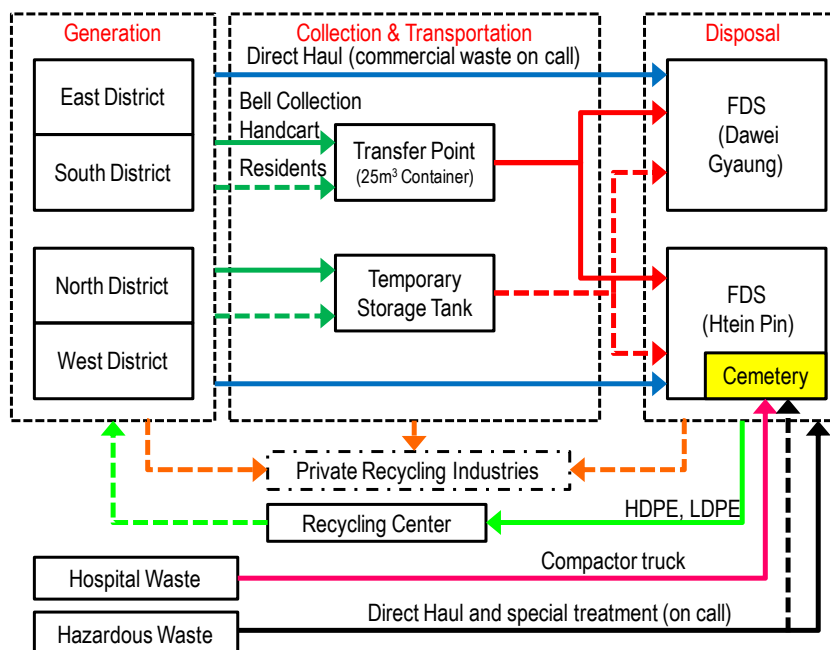 Generation
Collection & Transportation
Disposal
Direct Haul (commercial waste on call)
East District
South District
Bell Collection
Handcart
Residents
Transfer Point
(25m³ Container)
FDS
(Dawei
Gyaung)
North District
West District
Temporary
Storage Tank
FDS
(Htein Pin)
Cemetery
Private Recycling Industries
Recycling Center
HDPE, LDPE
Hospital Waste
Compactor truck
Hazardous Waste
Direct Haul and special treatment (on call)